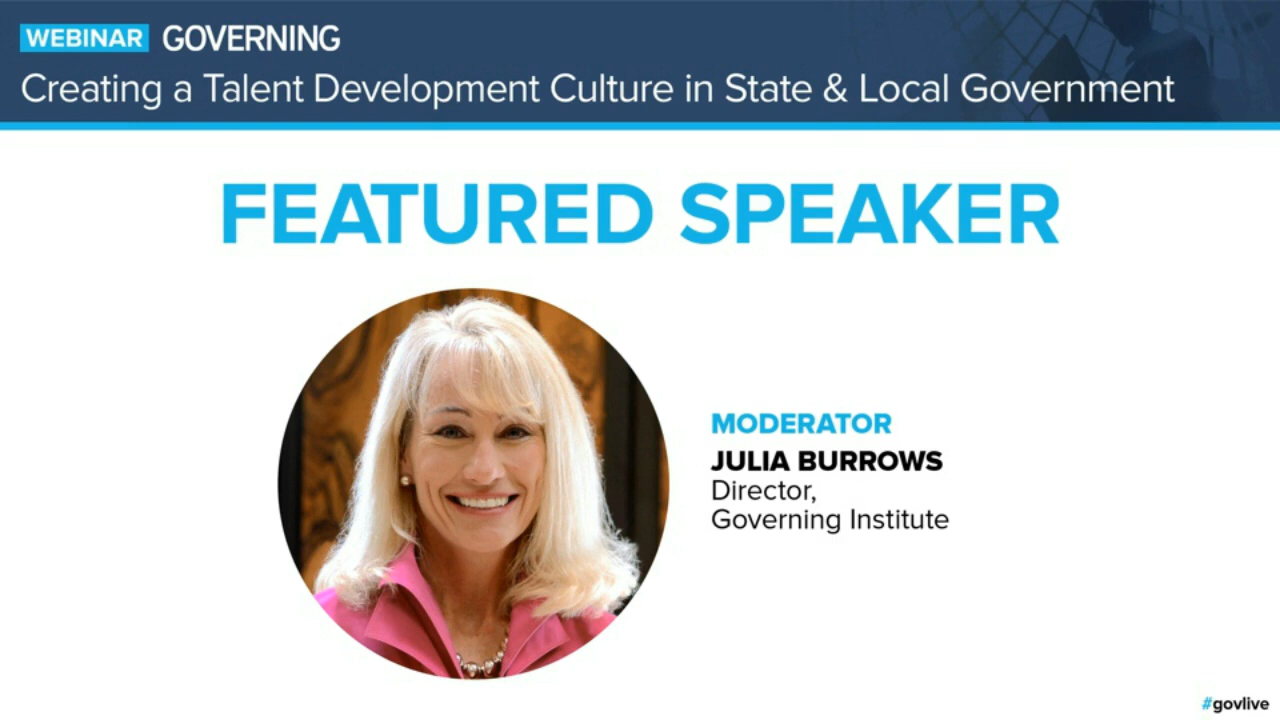 WEBINAR GOVERNING
Creating a Talent Development Culture in State & Local Government
FEATURED SPEAKER
MODERATOR
JULIA BURROWS
Director,
Governing Institute
#govlive